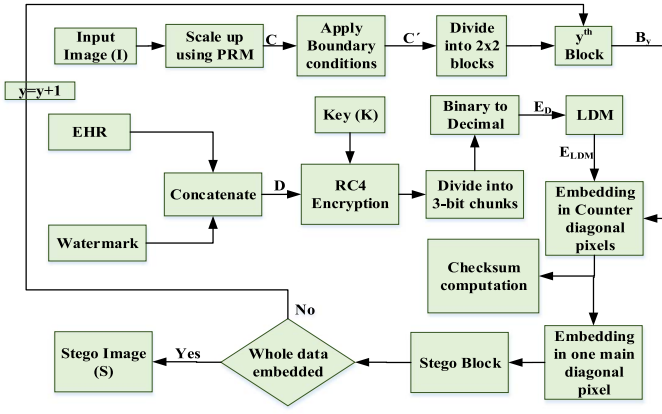 Input
Image (I)
Scale up
using PRM
C
Apply
Boundary
conditions
C´
Divide
into 2x2
blocks
yth
Block
By
y=y+1
EHR
Watermark
Concatenate
D
Key (K)
RC4
Encryption
Divide into
3-bit chunks
Binary to
Decimal
ED
LDM
ELDM
Embedding
in Counter
diagonal
pixels
Checksum
computation
Embedding
in one main
diagonal
pixel
Stego Block
Whole data
embedded
No
Yes
Stego Image
(S)